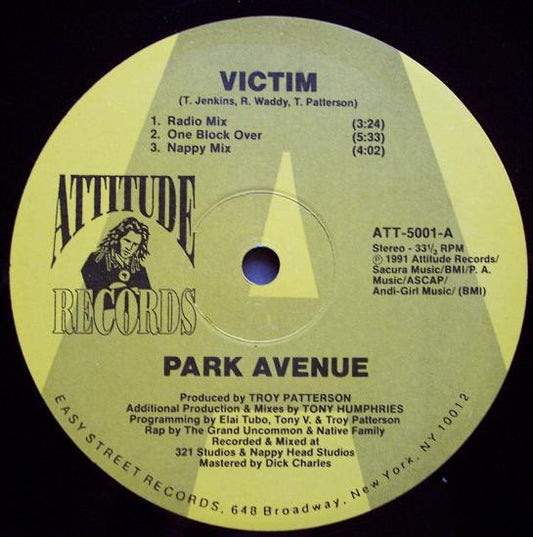 VICTIM
(T. Jenkins, R. Waddy, T. Patterson)
1. Radio Mix (3:24)
2. One Block Over (5:33)
3. Nappy Mix (4:02)
ATTITUDE
RECORDS
ATT-5001-A
Stereo - 33⅓ RPM
℗ 1991 Attitude Records/
Sacura Music/BMI/P. A.
Music/ASCAP/
Andi-Girl Music/ (BMI)
PARK AVENUE
Produced by TROY PATTERSON
Additional Production & Mixes by TONY HUMPHRIES
Programming by Elai Tubo, Tony V. & Troy Patterson
Rap by The Grand Uncommon & Native Family
Recorded & Mixed at
321 Studios & Nappy Head Studios
Mastered by Dick Charles
EASY STREET RECORDS, 648 Broadway, New York, NY 10012